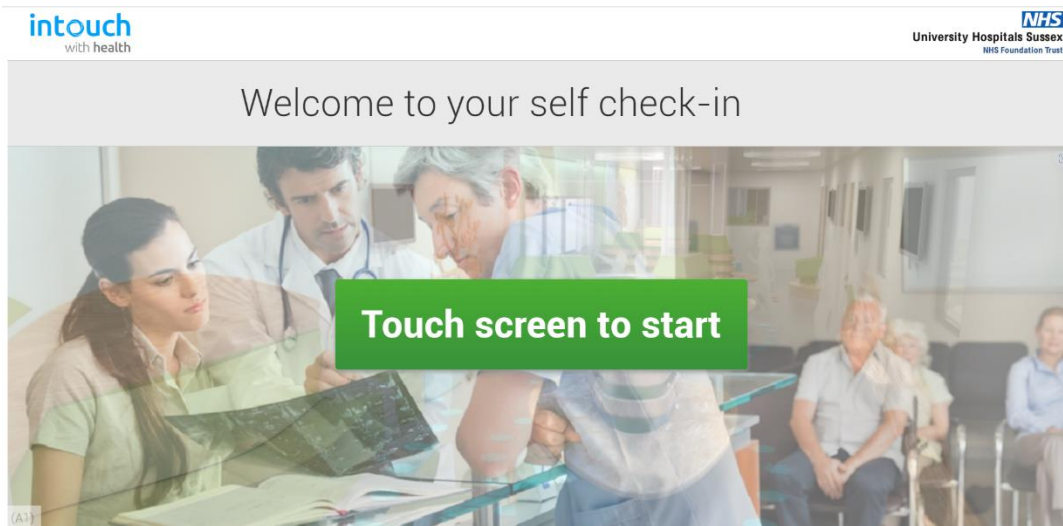 intouch
with health
NHS
University Hospitals Sussex
NHS Foundation Trust
Welcome to your self check-in
Touch screen to start
(A1)